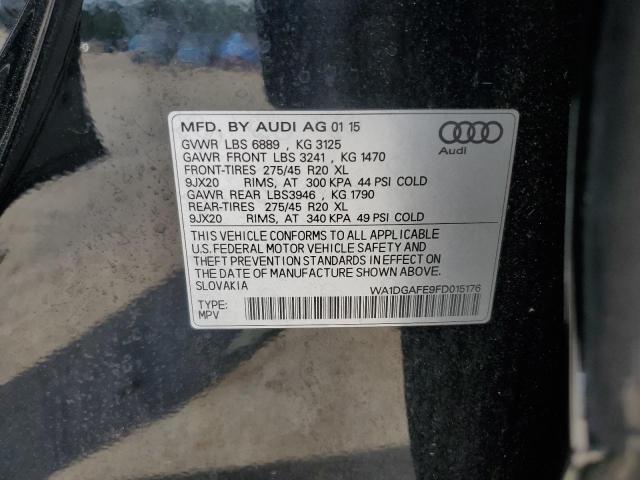 MFD. BY AUDI AG 01 15
GVWR LBS 6889 , KG 3125
GAWR FRONT LBS 3241 , KG 1470
FRONT-TIRES 275/45 R20 XL
9JX20 RIMS, AT 300 KPA 44 PSI COLD
GAWR REAR LBS3946 , KG 1790
REAR-TIRES 275/45 R20 XL
9JX20 RIMS, AT 340 KPA 49 PSI COLD
Audi
THIS VEHICLE CONFORMS TO ALL APPLICABLE
U.S. FEDERAL MOTOR VEHICLE SAFETY AND
THEFT PREVENTION STANDARDS IN EFFECT ON
THE DATE OF MANUFACTURE SHOWN ABOVE.
SLOVAKIA WA1DGAFE9FD015176
TYPE:
MPV